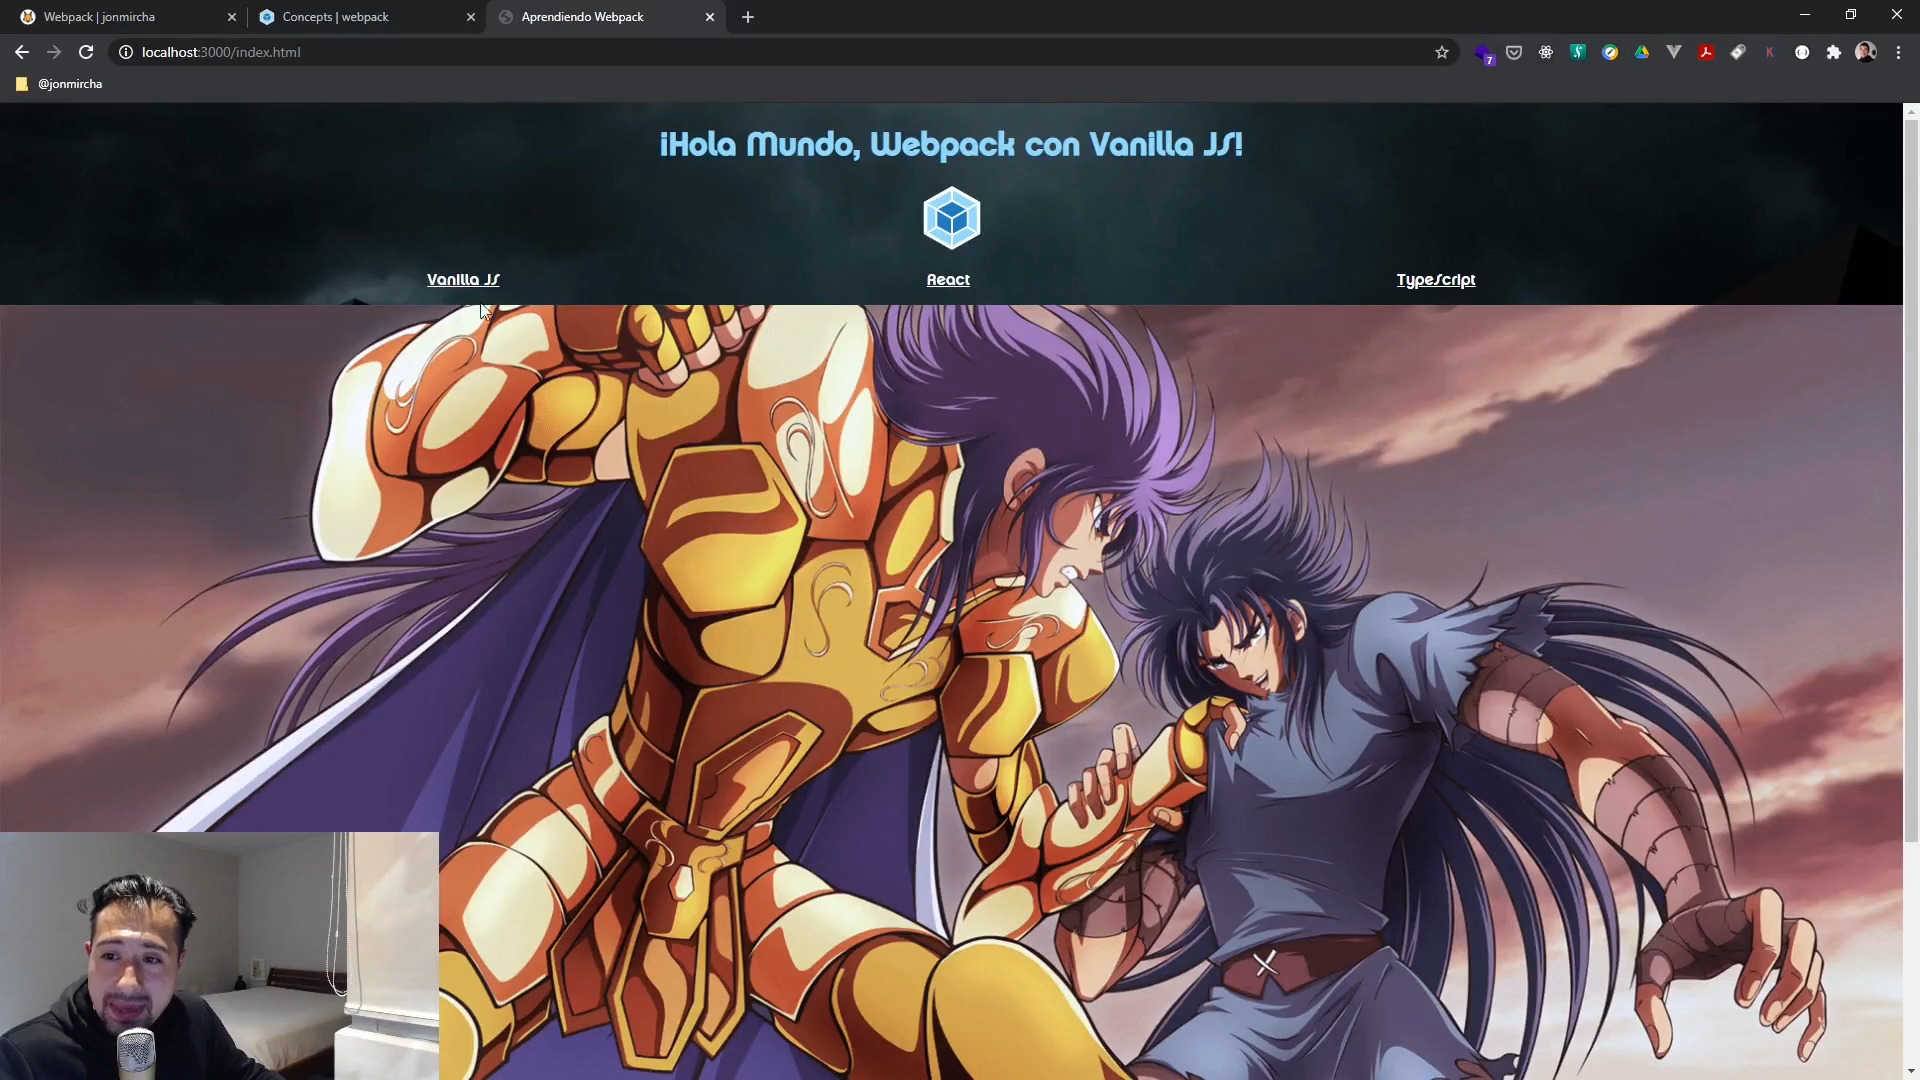 Webpack | jonmircha
Concepts | webpack
Aprendiendo Webpack
localhost:3000/index.html
7
K
@jonmircha
¡Hola Mundo, Webpack con Vanilla JS!
Vanilla JS
React
TypeScript